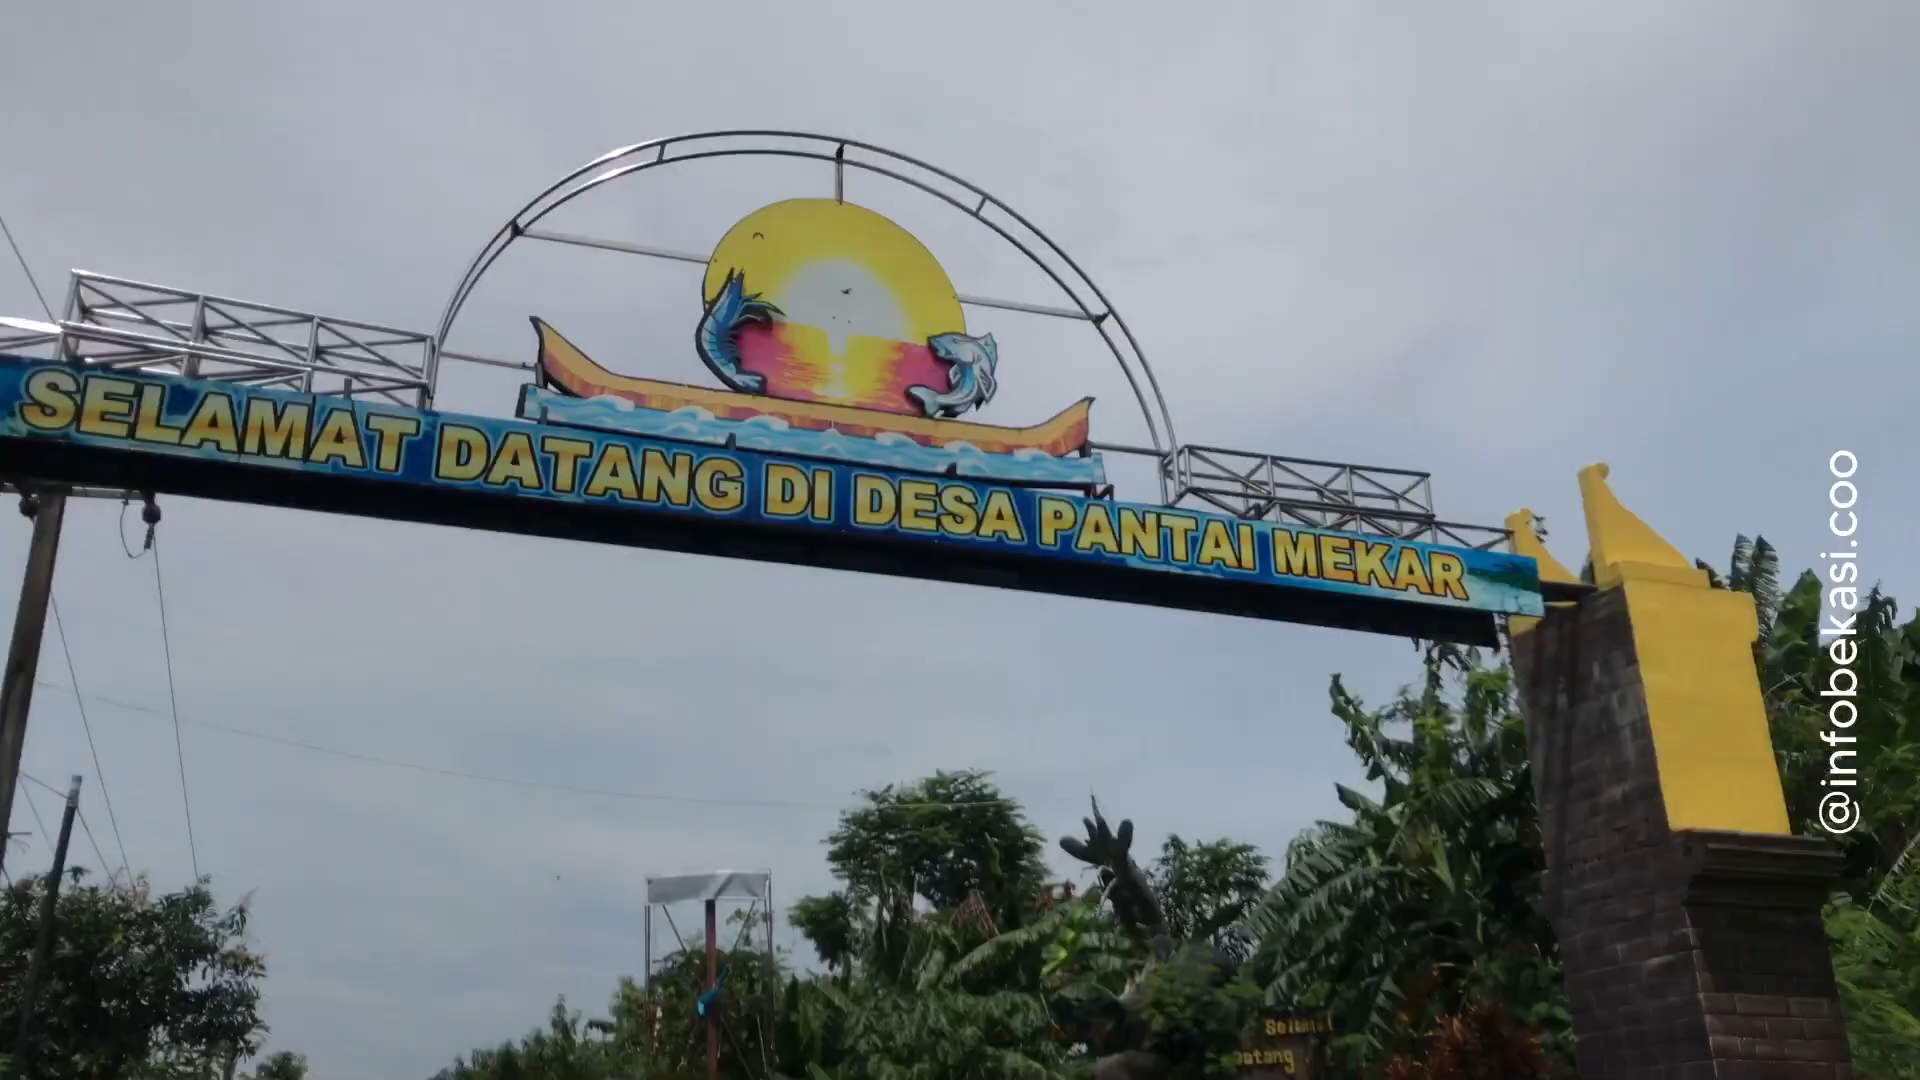 SELAMAT DATANG DI DESA PANTAI MEKAR
@infobekasi.coo
Selamat
Datang